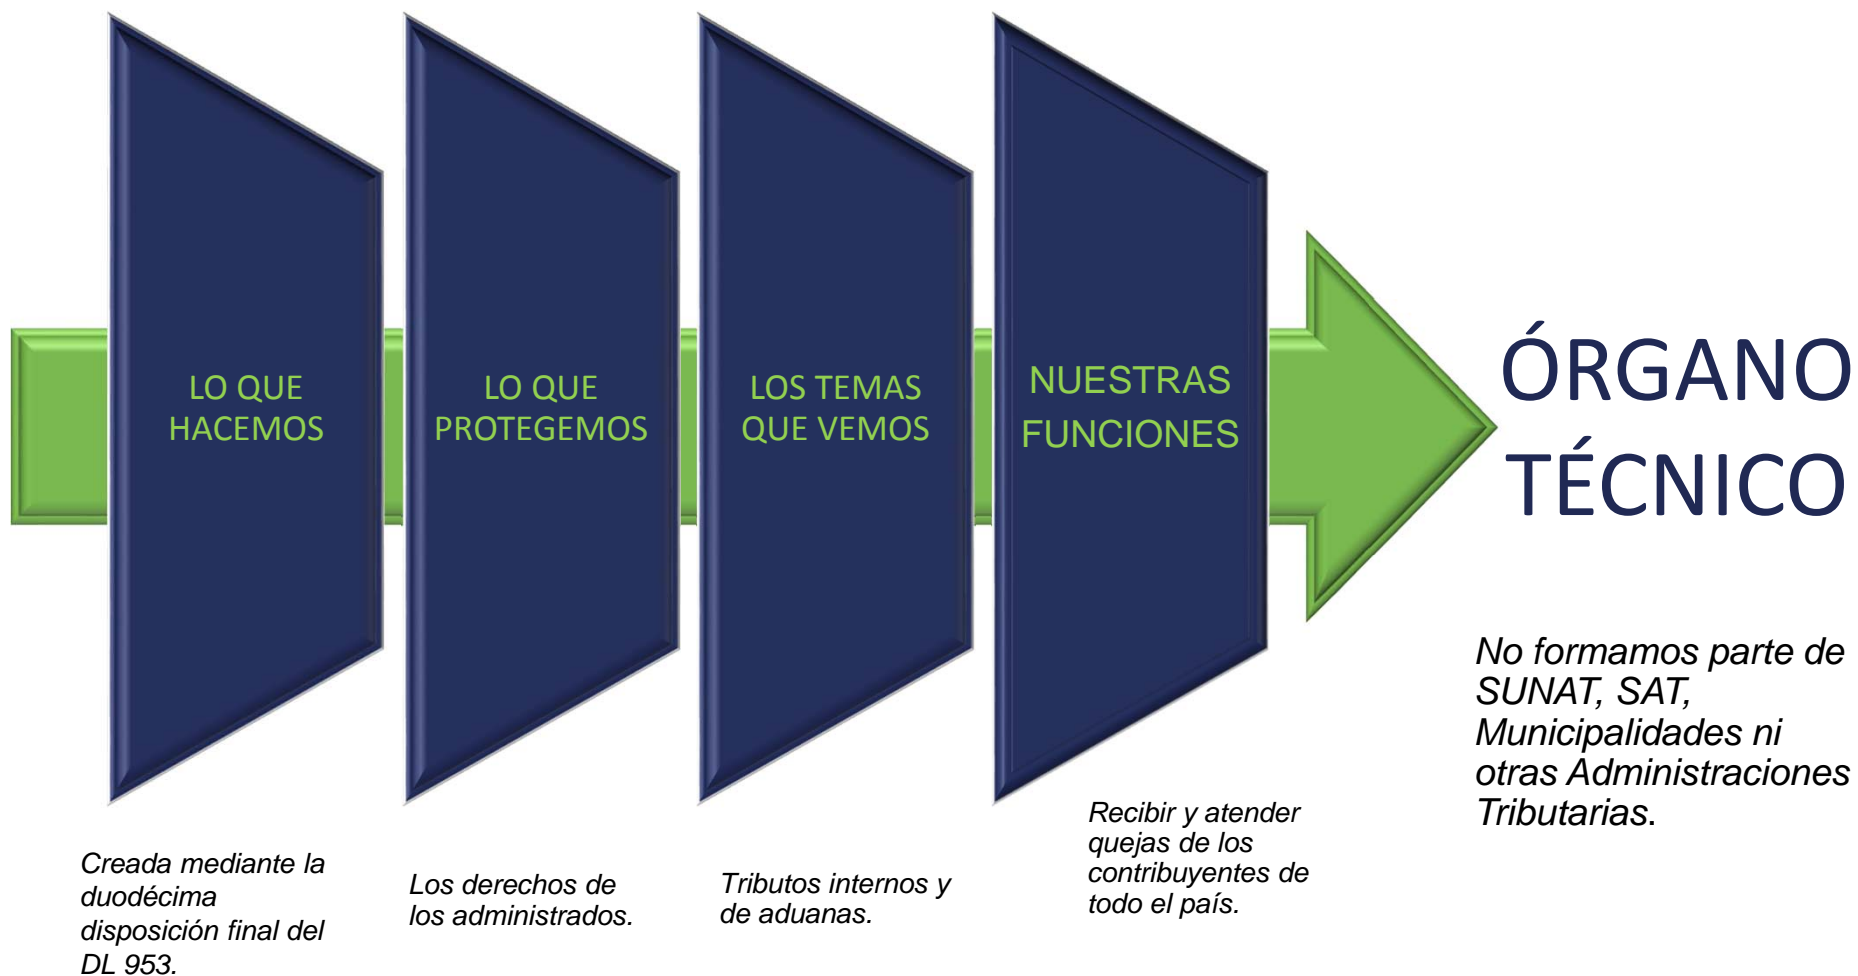 LO QUE
HACEMOS
LO QUE
PROTEGEMOS
LOS TEMAS
QUE VEMOS
NUESTRAS
FUNCIONES
ÓRGANO
TÉCNICO
No formamos parte de
SUNAT, SAT,
Municipalidades ni
otras Administraciones
Tributarias.
Creada mediante la
duodécima
disposición final del
DL 953.
Los derechos de
los administrados.
Tributos internos y
de aduanas.
Recibir y atender
quejas de los
contribuyentes de
todo el país.